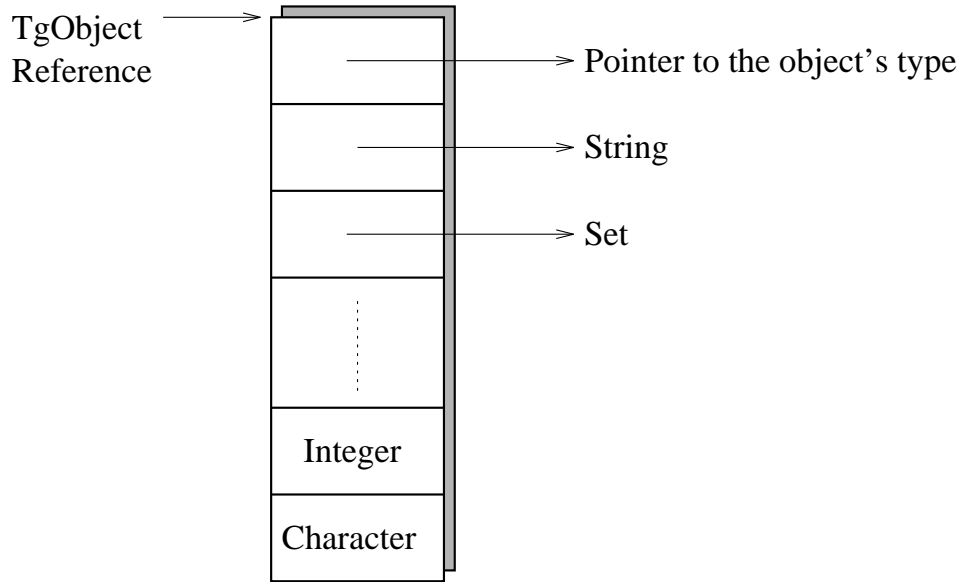 TgObject
Reference
Pointer to the object’s type
String
Set
Integer
Character